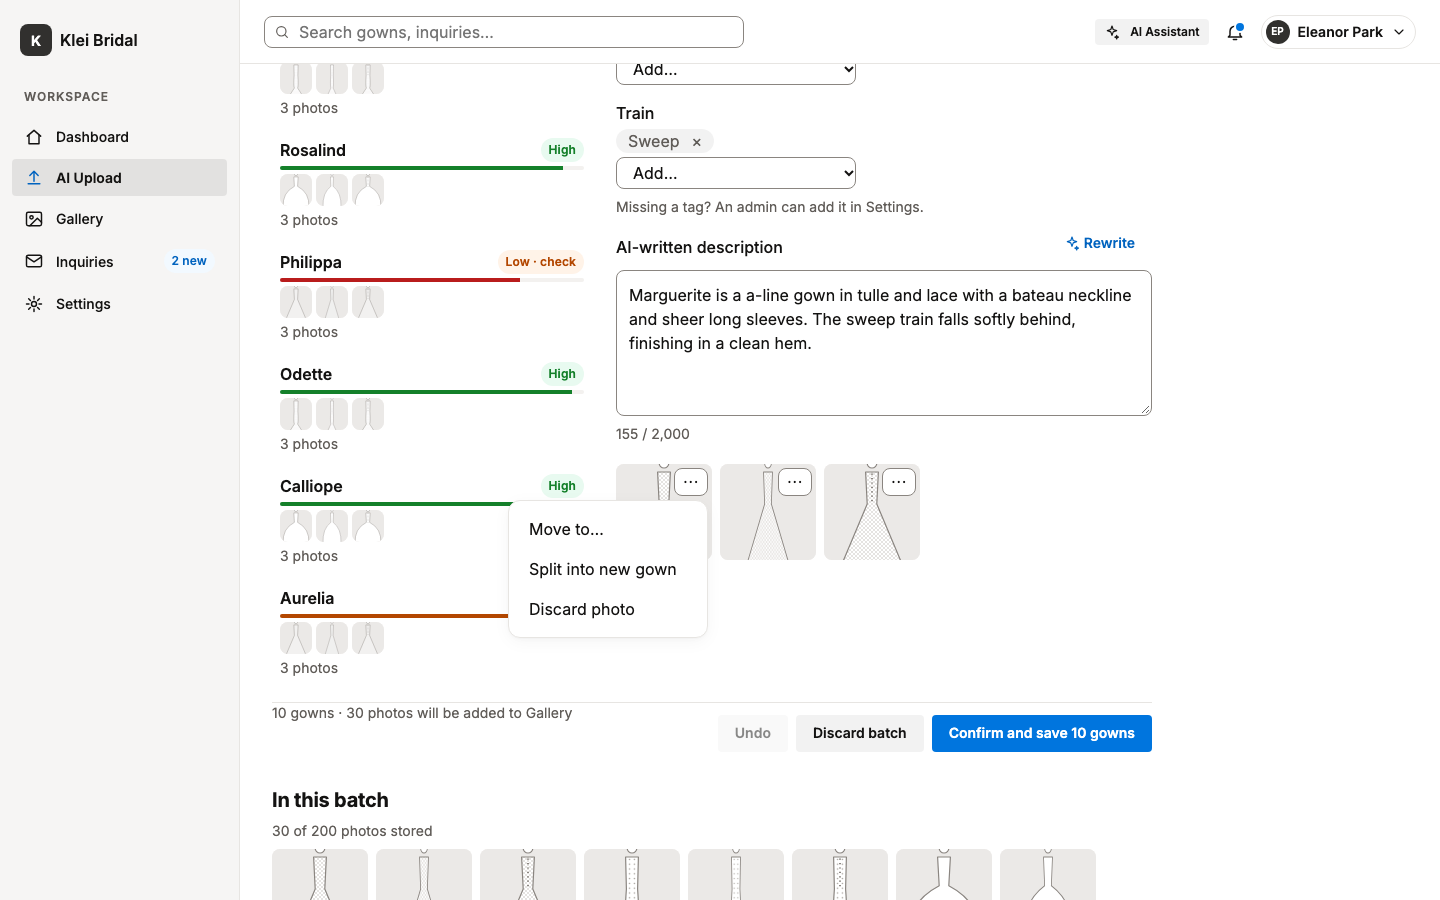 K Klei Bridal
WORKSPACE
Dashboard
AI Upload
Gallery
Inquiries 2 new
Settings
Search gowns, inquiries...
AI Assistant
EP Eleanor Park
3 photos
Rosalind High
3 photos
Philippa Low · check
3 photos
Odette High
3 photos
Calliope High
3 photos
Aurelia
3 photos
Add...
Train
Sweep ×
Add...
Missing a tag? An admin can add it in Settings.
AI-written description Rewrite
Marguerite is a a-line gown in tulle and lace with a bateau neckline
and sheer long sleeves. The sweep train falls softly behind,
finishing in a clean hem.
155 / 2,000
Move to...
Split into new gown
Discard photo
10 gowns · 30 photos will be added to Gallery
Undo
Discard batch
Confirm and save 10 gowns
In this batch
30 of 200 photos stored